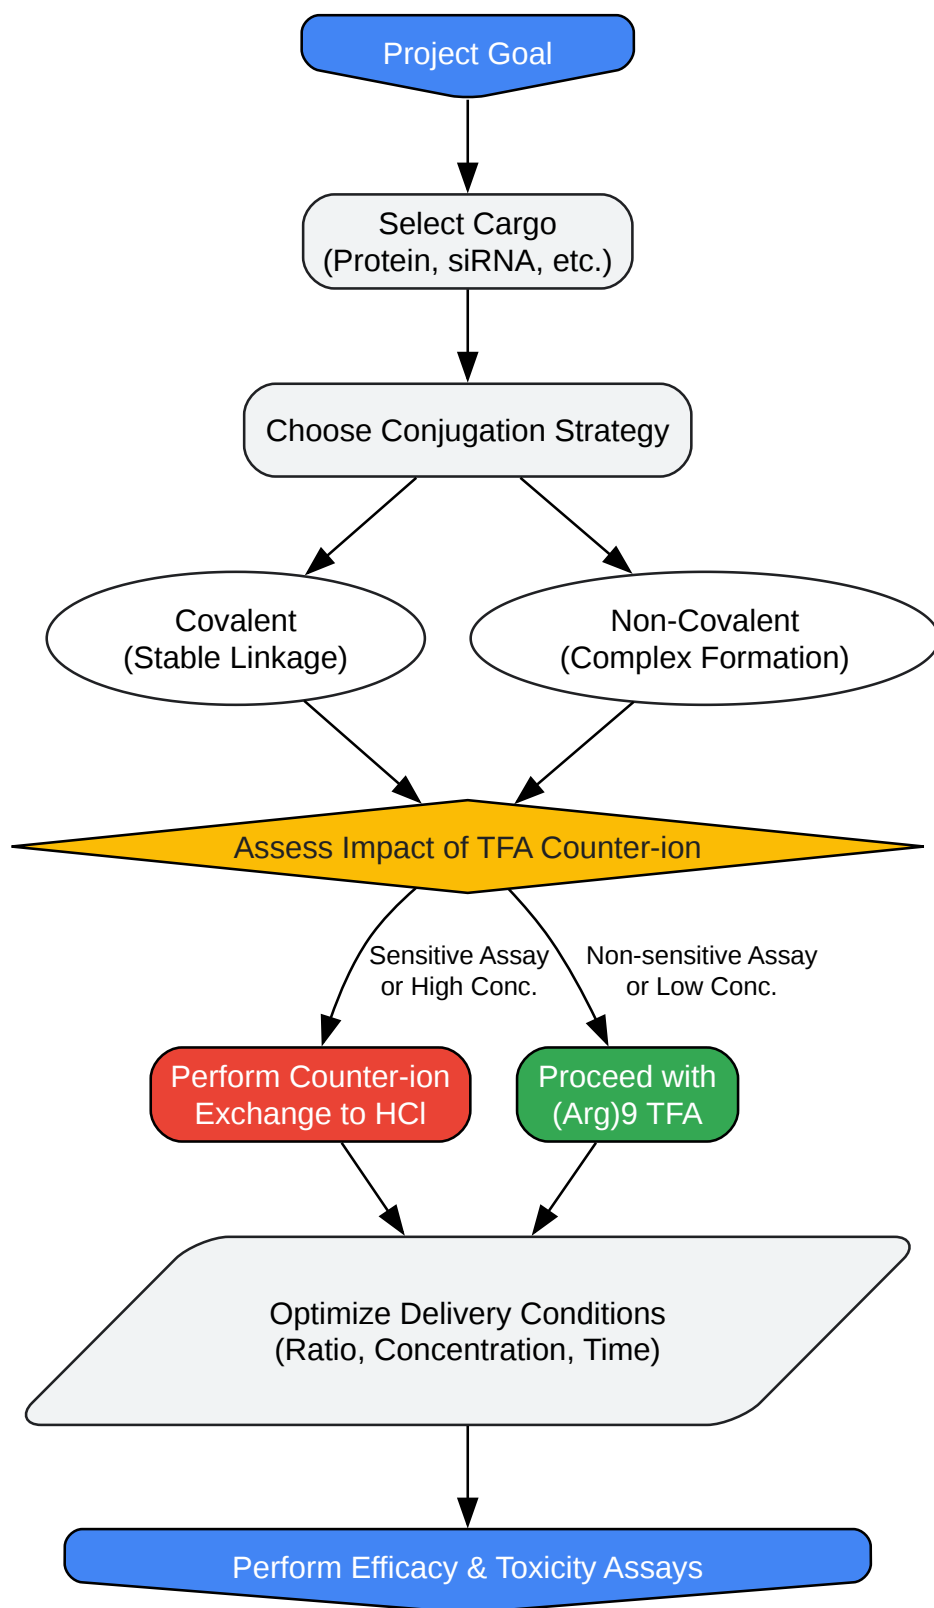 Project Goal
Select Cargo
(Protein, siRNA, etc.)
Choose Conjugation Strategy
Covalent
(Stable Linkage)
Non-Covalent
(Complex Formation)
Assess Impact of TFA Counter-ion
Sensitive Assay
or High Conc.
Non-sensitive Assay
or Low Conc.
Perform Counter-ion
Exchange to HCl
Proceed with
(Arg)9 TFA
Optimize Delivery Conditions
(Ratio, Concentration, Time)
Perform Efficacy & Toxicity Assays